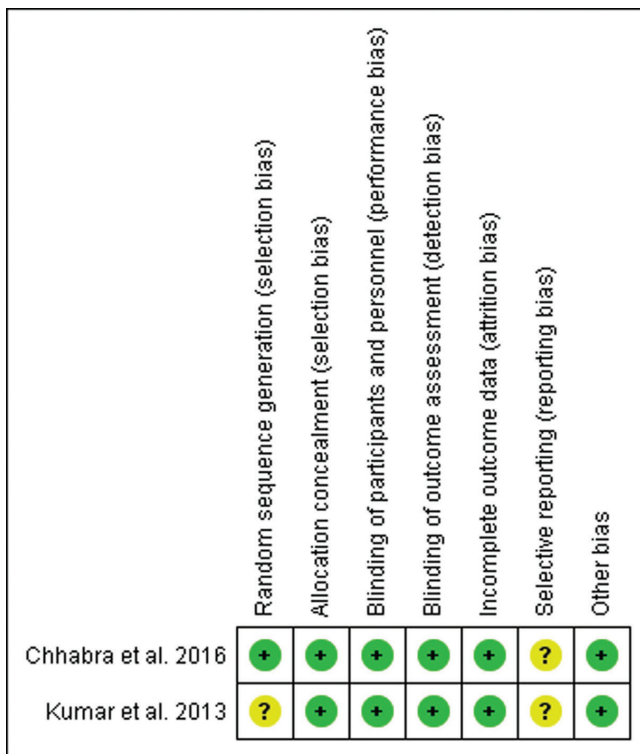 Random sequence generation (selection bias)
Allocation concealment (selection bias)
Blinding of participants and personnel (performance bias)
Blinding of outcome assessment (detection bias)
Incomplete outcome data (attrition bias)
Selective reporting (reporting bias)
Other bias
Chhabra et al. 2016 + + + + + ? +
Kumar et al. 2013 ? + + + + ? +